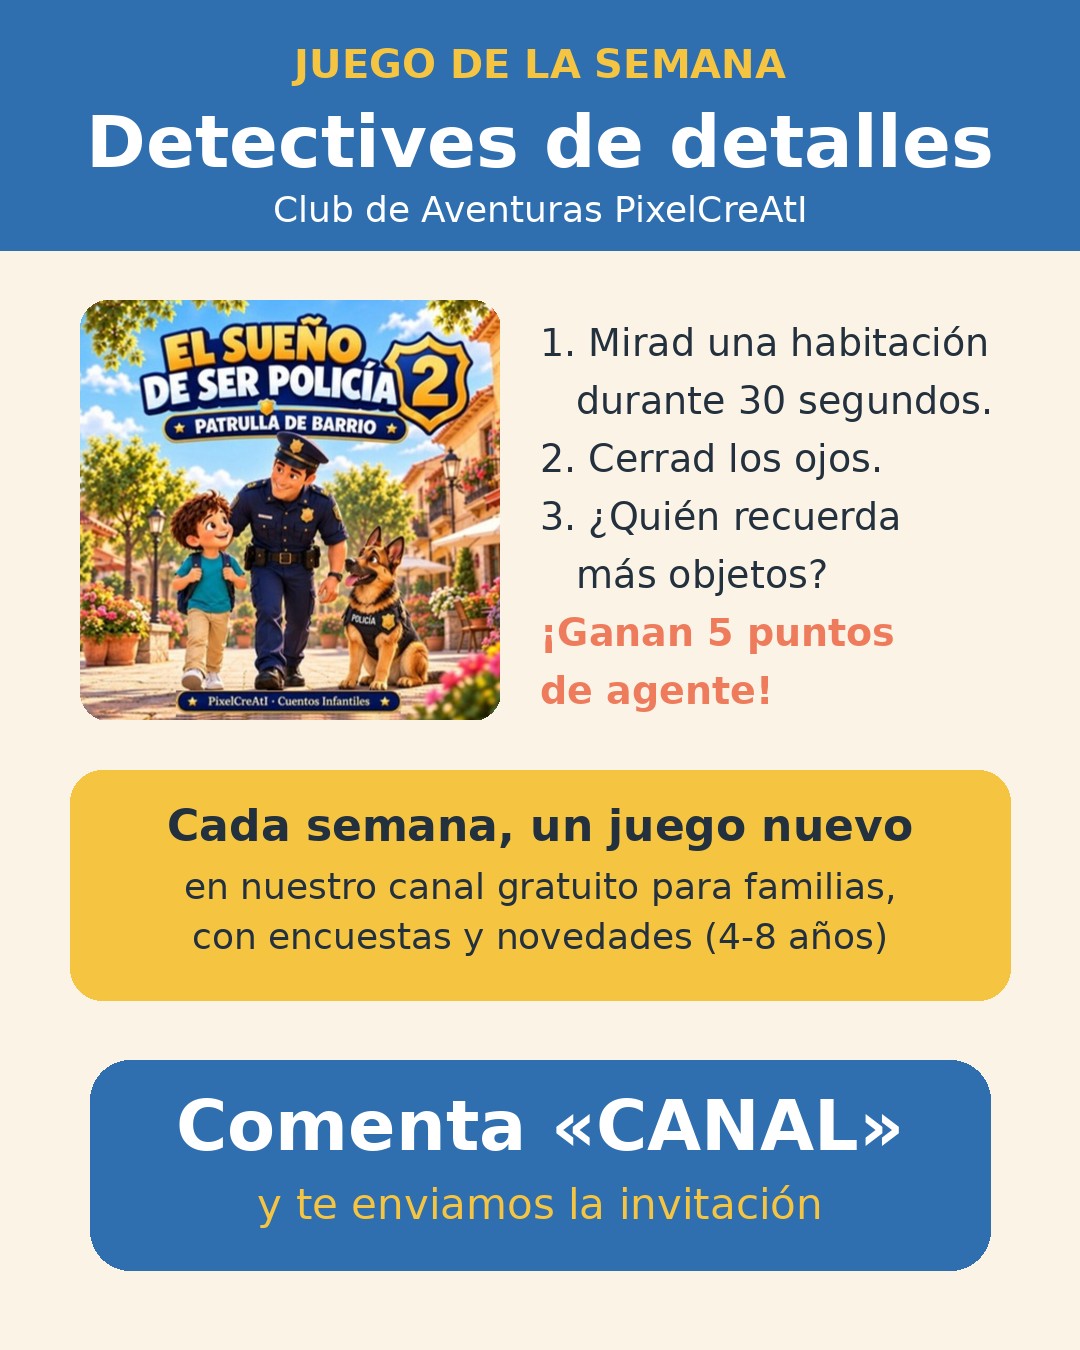 JUEGO DE LA SEMANA
Detectives de detalles
Club de Aventuras PixelCreAtI
EL SUEÑO
DE SER POLICÍA
2
PATRULLA DE BARRIO
POLICÍA
PixelCreAtI · Cuentos Infantiles
1. Mirad una habitación
durante 30 segundos.
2. Cerrad los ojos.
3. ¿Quién recuerda
más objetos?
¡Ganan 5 puntos
de agente!
Cada semana, un juego nuevo
en nuestro canal gratuito para familias,
con encuestas y novedades (4-8 años)
Comenta «CANAL»
y te enviamos la invitación